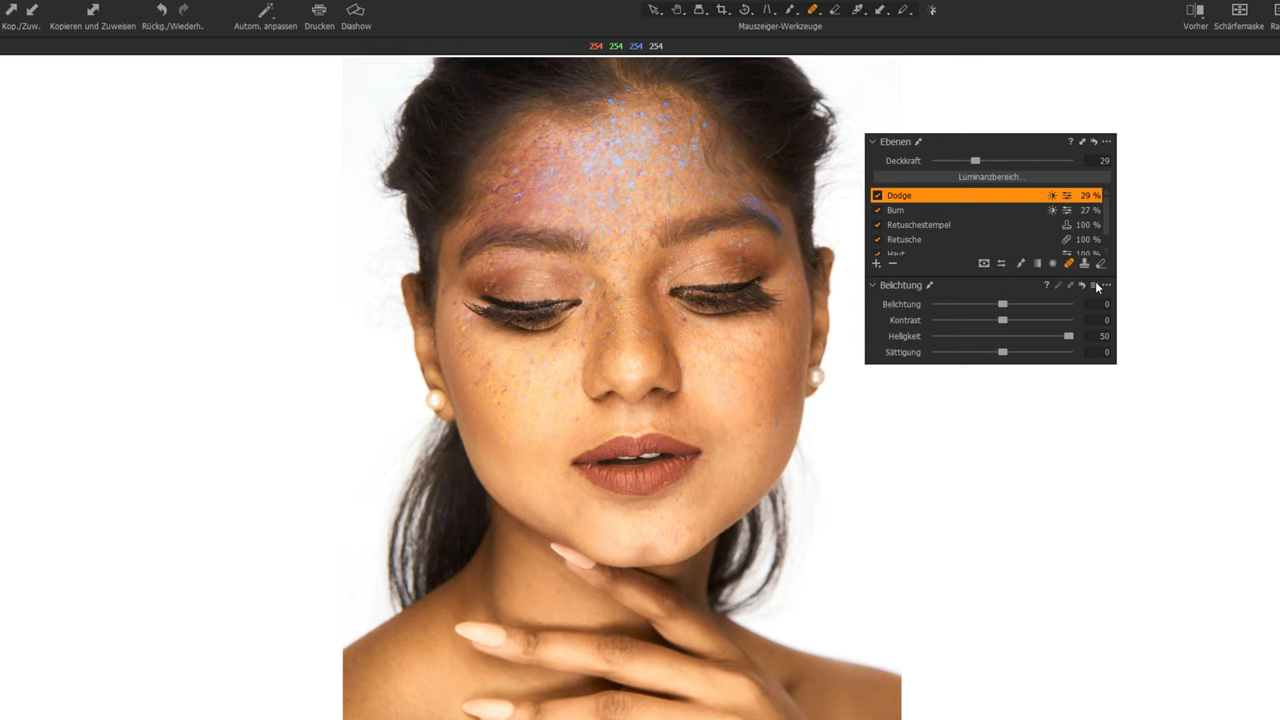 Kop./Zuw. Kopieren und Zuweisen Rückg./Wiederh. Autom. anpassen Drucken Diashow Mauszeiger-Werkzeuge Vorher Schärfemaske
254 254 254 254
Ebenen ?
Deckkraft 29
Luminanzbereich...
Dodge 29 %
Burn 27 %
Retuschestempel 100 %
Retusche 100 %
Haut 100 %
Belichtung ?
Belichtung 0
Kontrast 0
Helligkeit 50
Sättigung 0